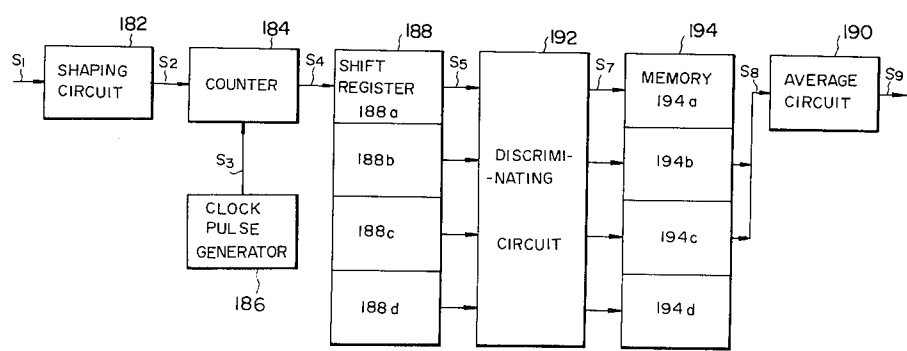 182
184
188
192
194
190
S1
SHAPING
CIRCUIT
S2
COUNTER
S4
SHIFT
REGISTER
188a
188b
188c
188d
S5
DISCRIMI-
-NATING
CIRCUIT
S7
MEMORY
194a
194b
194c
194d
S8
AVERAGE
CIRCUIT
S9
S3
CLOCK
PULSE
GENERATOR
186